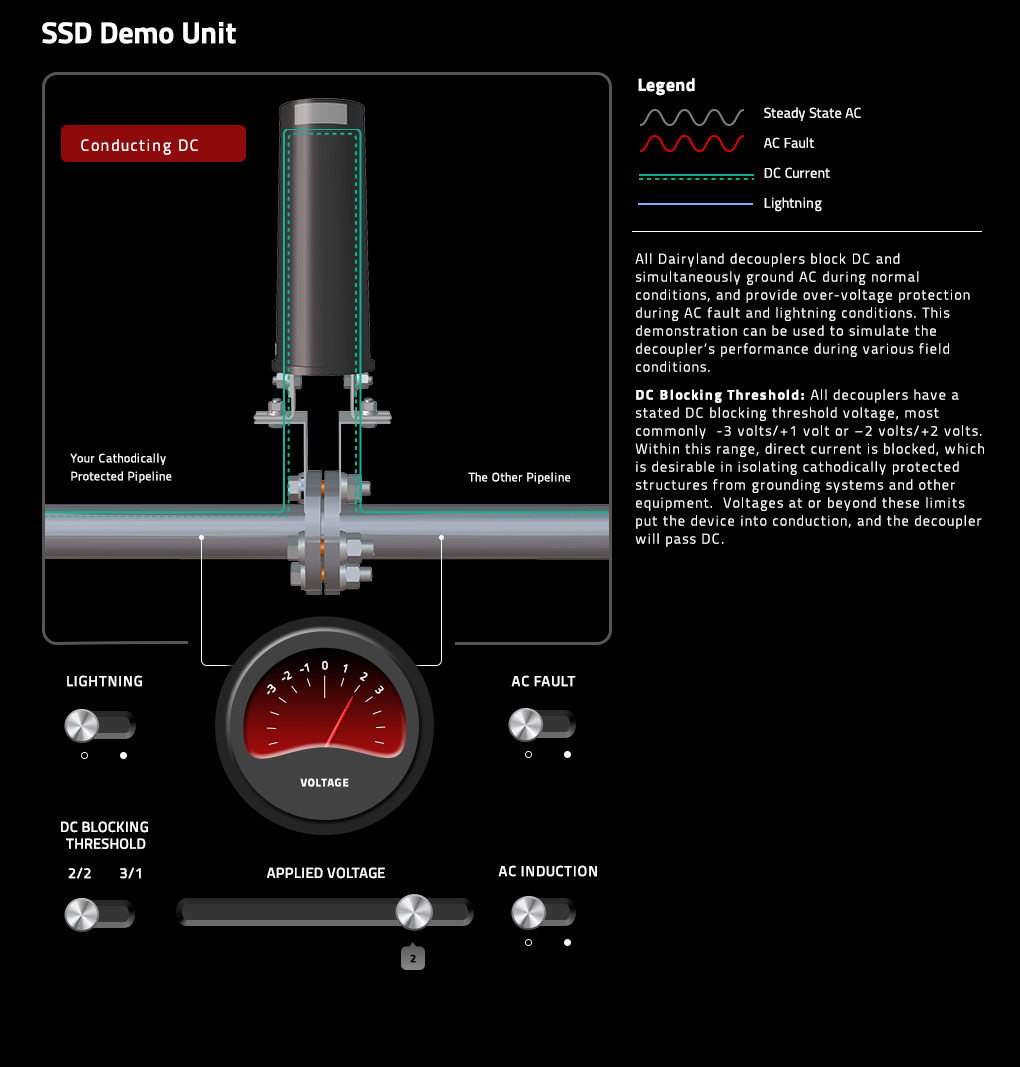 SSD Demo Unit
Conducting DC
Your Cathodically
Protected Pipeline
The Other Pipeline
Legend
Steady State AC
AC Fault
DC Current
Lightning
All Dairyland decouplers block DC and
simultaneously ground AC during normal
conditions, and provide over-voltage protection
during AC fault and lightning conditions. This
demonstration can be used to simulate the
decoupler's performance during various field
conditions.
DC Blocking Threshold: All decouplers have a
stated DC blocking threshold voltage, most
commonly -3 volts/+1 volt or –2 volts/+2 volts.
Within this range, direct current is blocked, which
is desirable in isolating cathodically protected
structures from grounding systems and other
equipment. Voltages at or beyond these limits
put the device into conduction, and the decoupler
will pass DC.
LIGHTNING
-3 -2 -1 0 1 2 3
VOLTAGE
AC FAULT
DC BLOCKING
THRESHOLD
2/2 3/1
APPLIED VOLTAGE
2
AC INDUCTION